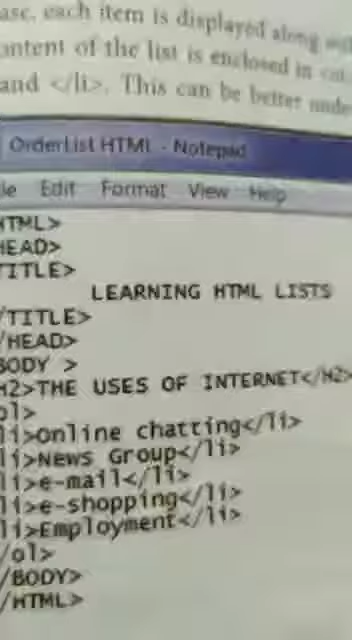 ase, each item is displayed along
ontent of the list is enclosed in
and </li>. This can be better unde
OrderList HTML - Notepad
le Edit Format View Help
HTML>
HEAD>
TITLE>
LEARNING HTML LISTS
/TITLE>
/HEAD>
BODY >
H2>THE USES OF INTERNET</H2>
ol>
li>Online chatting</li>
li>News Group</li>
li>e-mail</li>
li>e-shopping</li>
li>Employment</li>
/ol>
/BODY>
/HTML>